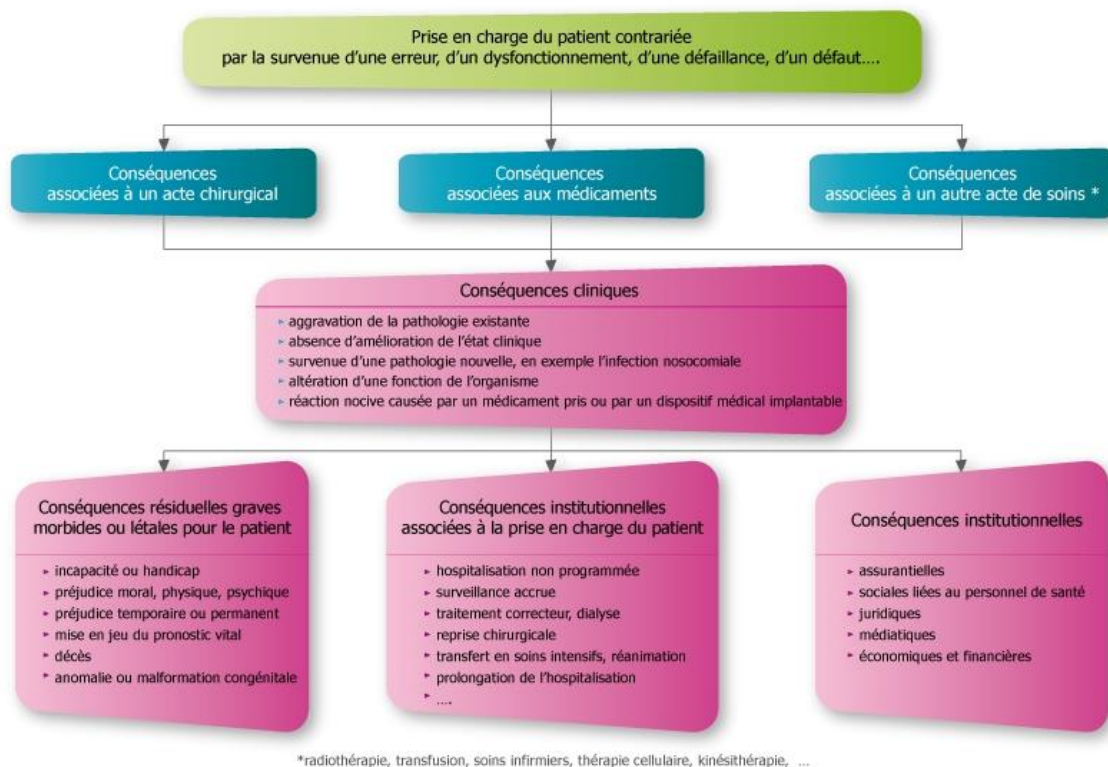 Prise en charge du patient contrariée
par la survenue d'une erreur, d'un dysfonctionnement, d'une défaillance, d'un défaut….
Conséquences
associées à un acte chirurgical
Conséquences
associées aux médicaments
Conséquences
associées à un autre acte de soins *
Conséquences cliniques
aggravation de la pathologie existante
absence d'amélioration de l'état clinique
survenue d'une pathologie nouvelle, en exemple l'infection nosocomiale
altération d'une fonction de l'organisme
réaction nocive causée par un médicament pris ou par un dispositif médical implantable
Conséquences résiduelles graves
morbides ou létales pour le patient
incapacité ou handicap
préjudice moral, physique, psychique
préjudice temporaire ou permanent
mise en jeu du pronostic vital
décès
anomalie ou malformation congénitale
Conséquences institutionnelles
associées à la prise en charge du patient
hospitalisation non programmée
surveillance accrue
traitement correcteur, dialyse
reprise chirurgicale
transfert en soins intensifs, réanimation
prolongation de l'hospitalisation
….
Conséquences institutionnelles
assurantielles
sociales liées au personnel de santé
juridiques
médiatiques
économiques et financières
*radiothérapie, transfusion, soins infirmiers, thérapie cellulaire, kinésithérapie, …